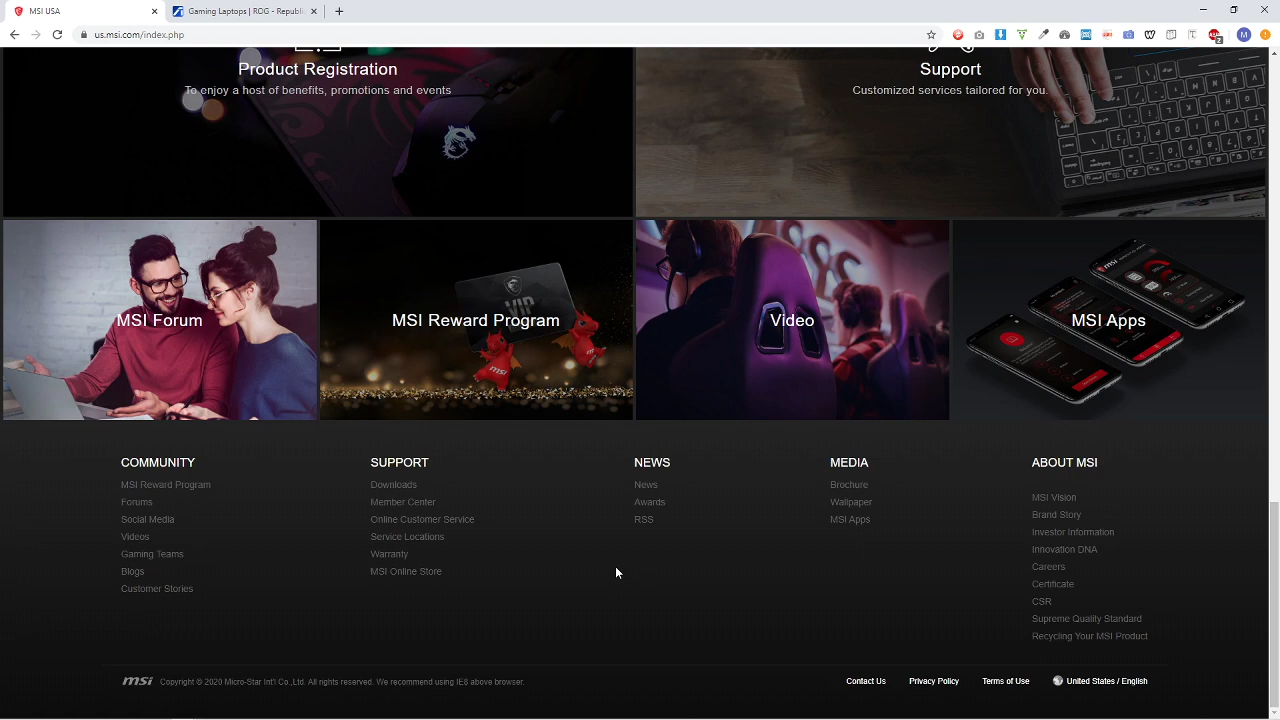 MSI USA
Gaming Laptops | ROG - Republi
us.msi.com/index.php
Product Registration
To enjoy a host of benefits, promotions and events
Support
Customized services tailored for you.
MSI Forum
MSI Reward Program
VIP
msi
Video
MSI Apps
COMMUNITY
MSI Reward Program
Forums
Social Media
Videos
Gaming Teams
Blogs
Customer Stories
SUPPORT
Downloads
Member Center
Online Customer Service
Service Locations
Warranty
MSI Online Store
NEWS
News
Awards
RSS
MEDIA
Brochure
Wallpaper
MSI Apps
ABOUT MSI
MSI Vision
Brand Story
Investor Information
Innovation DNA
Careers
Certificate
CSR
Supreme Quality Standard
Recycling Your MSI Product
msi Copyright © 2020 Micro-Star Int'l Co.,Ltd. All rights reserved. We recommend using IE8 above browser.
Contact Us
Privacy Policy
Terms of Use
United States / English